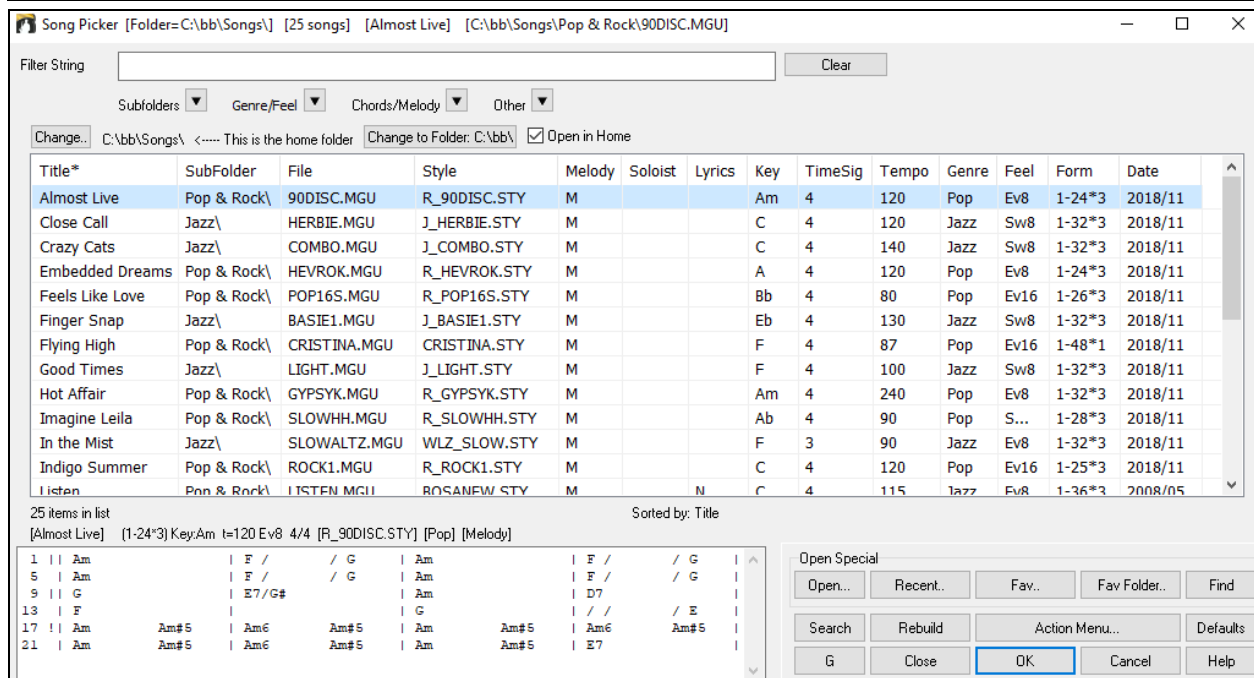 Song Picker [Folder=C:\bb\Songs\] [25 songs] [Almost Live] [C:\bb\Songs\Pop & Rock\90DISC.MGU]
Filter String Clear
Subfolders Genre/Feel Chords/Melody Other
Change.. C:\bb\Songs\ <----- This is the home folder Change to Folder: C:\bb\ Open in Home
Title* SubFolder File Style Melody Soloist Lyrics Key TimeSig Tempo Genre Feel Form Date
Almost Live Pop & Rock\ 90DISC.MGU R_90DISC.STY M Am 4 120 Pop Ev8 1-24*3 2018/11
Close Call Jazz\ HERBIE.MGU J_HERBIE.STY M C 4 120 Jazz Sw8 1-32*3 2018/11
Crazy Cats Jazz\ COMBO.MGU J_COMBO.STY M C 4 140 Jazz Sw8 1-32*3 2018/11
Embedded Dreams Pop & Rock\ HEVROK.MGU R_HEVROK.STY M A 4 120 Pop Ev8 1-24*3 2018/11
Feels Like Love Pop & Rock\ POP16S.MGU R_POP16S.STY M Bb 4 80 Pop Ev16 1-26*3 2018/11
Finger Snap Jazz\ BASIE1.MGU J_BASIE1.STY M Eb 4 130 Jazz Sw8 1-32*3 2018/11
Flying High Pop & Rock\ CRISTINA.MGU CRISTINA.STY M F 4 87 Pop Ev16 1-48*1 2018/11
Good Times Jazz\ LIGHT.MGU J_LIGHT.STY M F 4 100 Jazz Sw8 1-32*3 2018/11
Hot Affair Pop & Rock\ GYPSYK.MGU R_GYPSYK.STY M Am 4 240 Pop Ev8 1-32*3 2018/11
Imagine Leila Pop & Rock\ SLOWHH.MGU R_SLOWHH.STY M Ab 4 90 Pop S... 1-28*3 2018/11
In the Mist Jazz\ SLOWALTZ.MGU WLZ_SLOW.STY M F 3 90 Jazz Ev8 1-32*3 2018/11
Indigo Summer Pop & Rock\ ROCK1.MGU R_ROCK1.STY M C 4 120 Pop Ev16 1-25*3 2018/11
Listen Pop & Rock\ LISTEN.MGU BOSANEW.STY M N C 4 115 Jazz Ev8 1-36*3 2008/05
25 items in list Sorted by: Title
[Almost Live] (1-24*3) Key:Am t=120 Ev8 4/4 [R_90DISC.STY] [Pop] [Melody]
1 || Am | F / / G | Am | F / / G |
5 | Am | F / / G | Am | F / / G |
9 || G | E7/G# | Am | D7 |
13 | F | | G | / / / E |
17 !| Am Am#5 | Am6 Am#5 | Am Am#5 | Am6 Am#5 |
21 | Am Am#5 | Am6 Am#5 | Am Am#5 | E7 |
Open Special
Open... Recent.. Fav.. Fav Folder.. Find
Search Rebuild Action Menu... Defaults
G Close OK Cancel Help